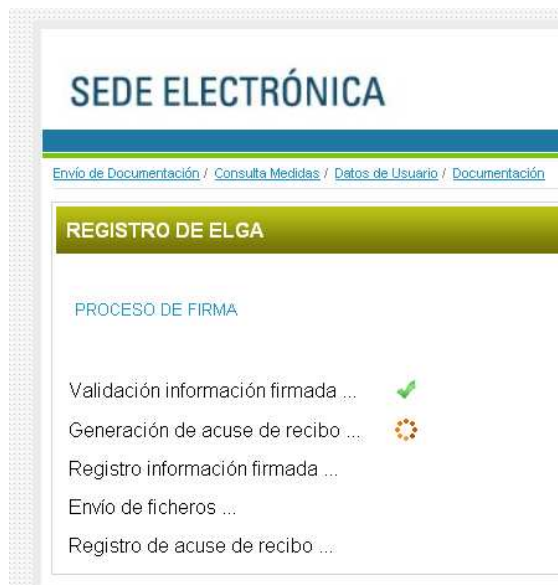 SEDE ELECTRÓNICA
Envío de Documentación / Consulta Medidas / Datos de Usuario / Documentación
REGISTRO DE ELGA
PROCESO DE FIRMA
Validación información firmada ...
Generación de acuse de recibo ...
Registro información firmada ...
Envío de ficheros ...
Registro de acuse de recibo ...